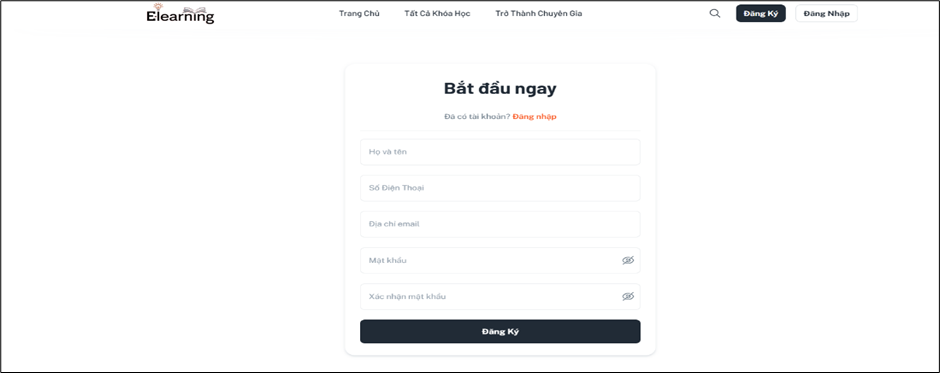 Elearning
Trang Chủ Tất Cả Khóa Học Trở Thành Chuyên Gia Đăng Ký Đăng Nhập
Bắt đầu ngay
Đã có tài khoản? Đăng nhập
Họ và tên
Số Điện Thoại
Địa chỉ email
Mật khẩu
Xác nhận mật khẩu
Đăng Ký